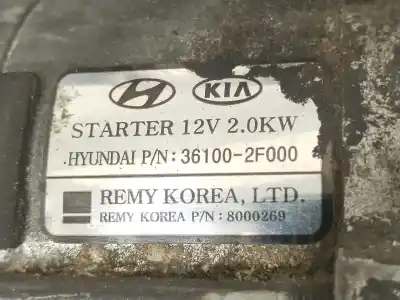 KIA
STARTER 12V 2.0KW
HYUNDAI P/N : 36100-2F000
REMY KOREA, LTD.
REMY KOREA P/N : 8000269